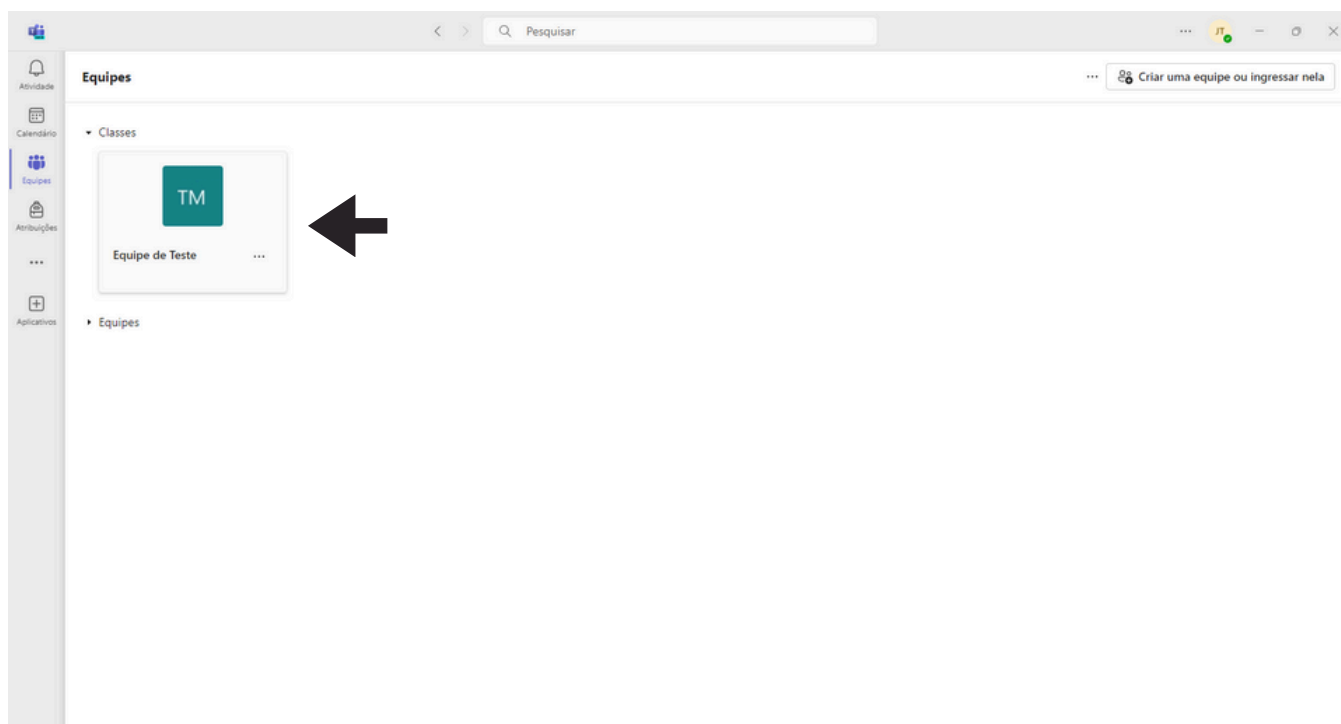 Pesquisar
JT
Atividade
Calendário
Equipes
Atribuições
Aplicativos
Equipes
Criar uma equipe ou ingressar nela
Classes
TM
Equipe de Teste
Equipes